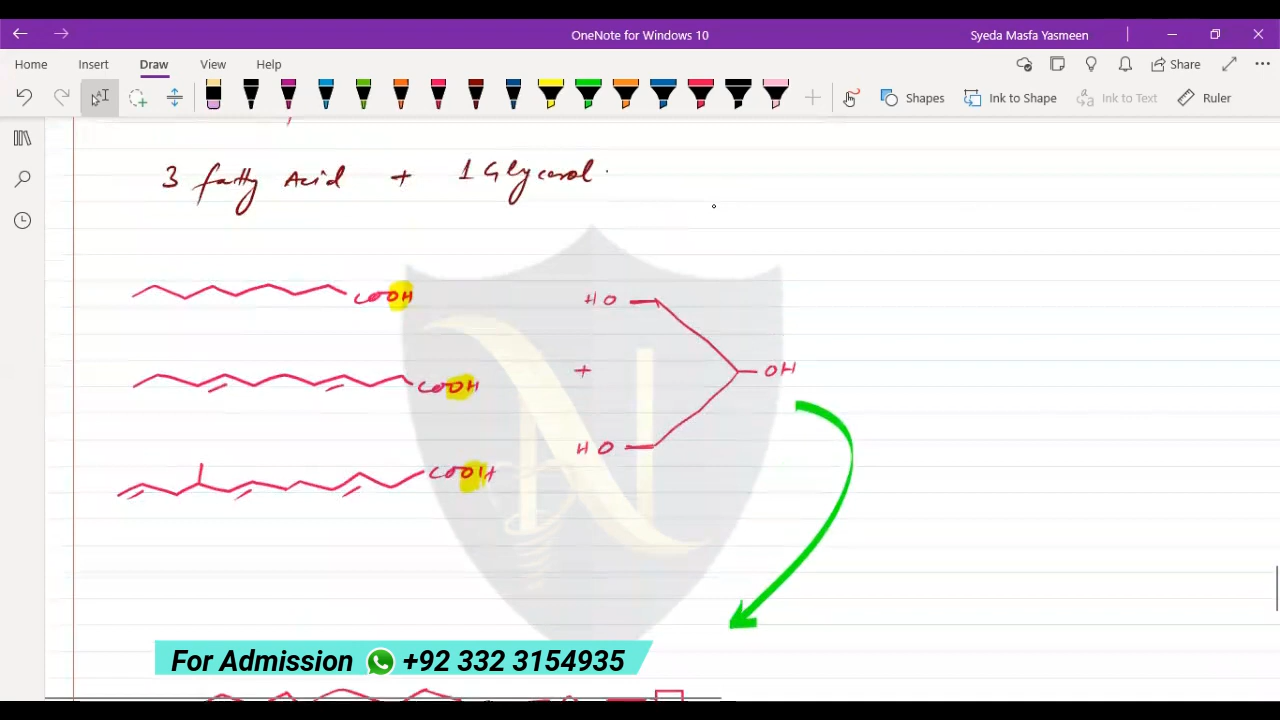 OneNote for Windows 10
Syeda Masfa Yasmeen
Home Insert Draw View Help
Share
Shapes Ink to Shape Ink to Text Ruler
3 fatty Acid + 1 Glycerol.
COOH
HO
COOH
+
OH
HO
COOH
N
For Admission +92 332 3154935